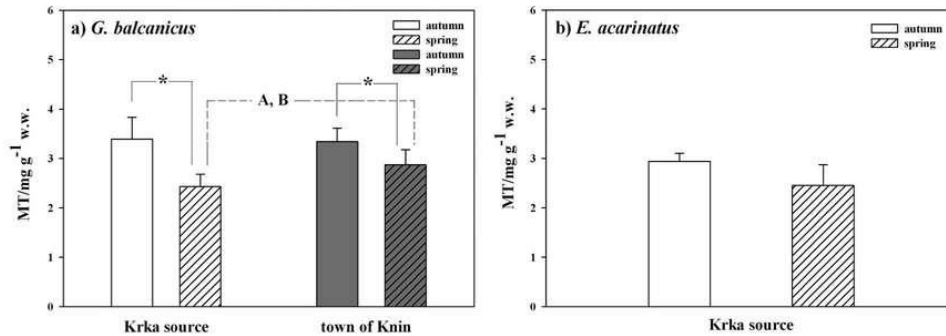 a) G. balcanicus
autumn
spring
autumn
spring
MT/mg g-1 w.w.
6
5
4
3
2
1
0
*
*
A, B
Krka source
town of Knin
b) E. acarinatus
autumn
spring
MT/mg g-1 w.w.
6
5
4
3
2
1
0
Krka source